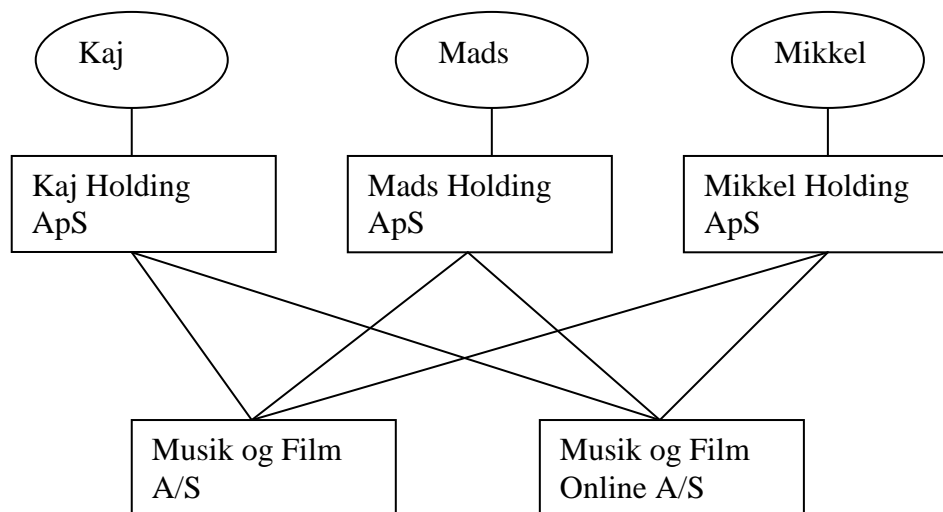 Kaj
Mads
Mikkel
Kaj Holding
ApS
Mads Holding
ApS
Mikkel Holding
ApS
Musik og Film
A/S
Musik og Film
Online A/S